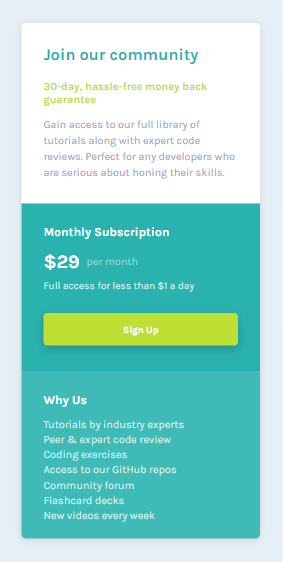 Join our community
30-day, hassle-free money back
guarantee
Gain access to our full library of
tutorials along with expert code
reviews. Perfect for any developers who
are serious about honing their skills.
Monthly Subscription
$29 per month
Full access for less than $1 a day
Sign Up
Why Us
Tutorials by industry experts
Peer & expert code review
Coding exercises
Access to our GitHub repos
Community forum
Flashcard decks
New videos every week